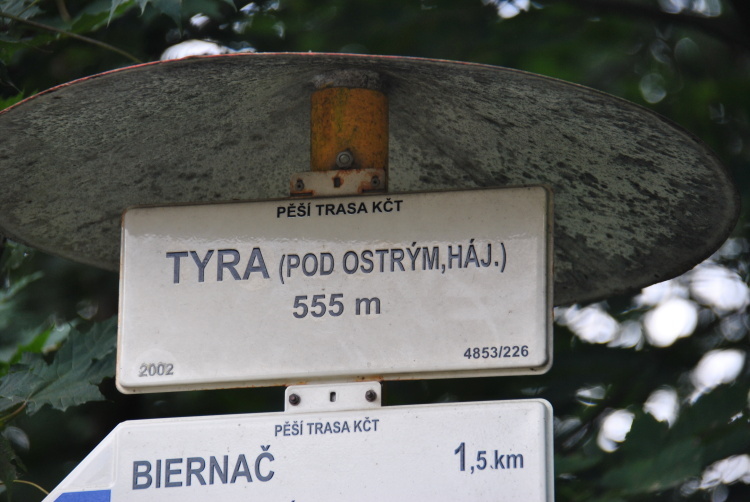 PĚŠÍ TRASA KČT
TYRA (POD OSTRÝM,HÁJ.)
555 m
2002 4853/226
PĚŠÍ TRASA KČT
BIERNAČ 1,5 km